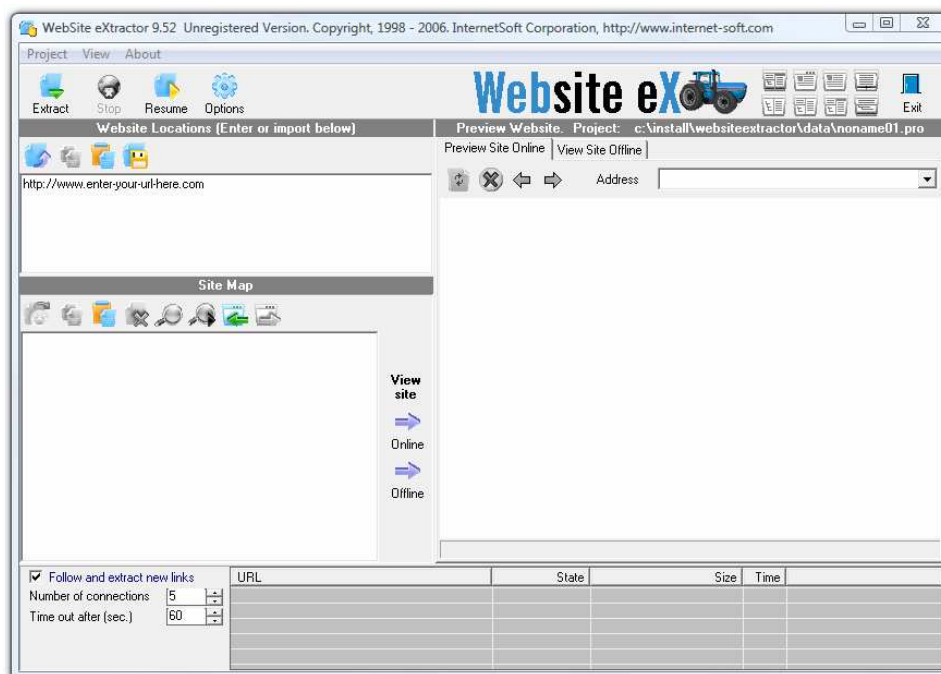 WebSite eXtractor 9.52 Unregistered Version. Copyright, 1998 - 2006. InternetSoft Corporation, http://www.internet-soft.com
Project View About
Extract Stop Resume Options
Website eX
Exit
Website Locations (Enter or import below)
Preview Website. Project: c:\install\websiteextractor\data\noname01.pro
Preview Site Online View Site Offline
Address
http://www.enter-your-url-here.com
Site Map
View
site
Online
Offline
Follow and extract new links
Number of connections 5
Time out after (sec.) 60
URL State Size Time